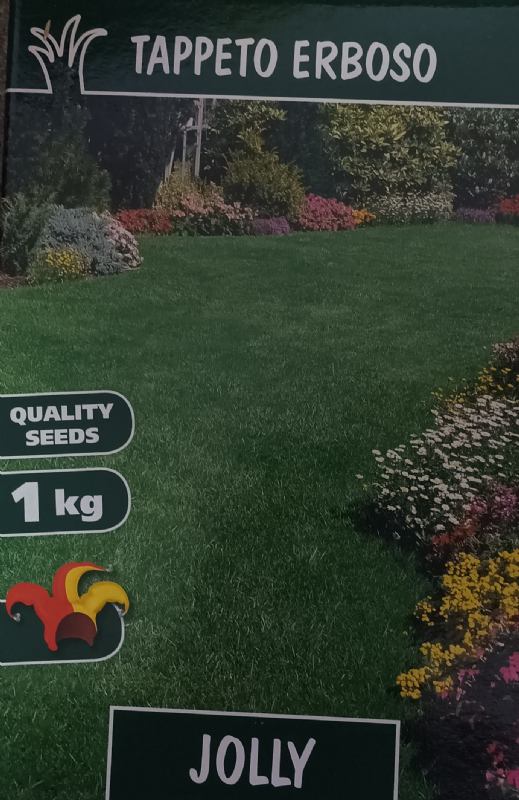 TAPPETO ERBOSO
QUALITY
SEEDS
1 kg
JOLLY